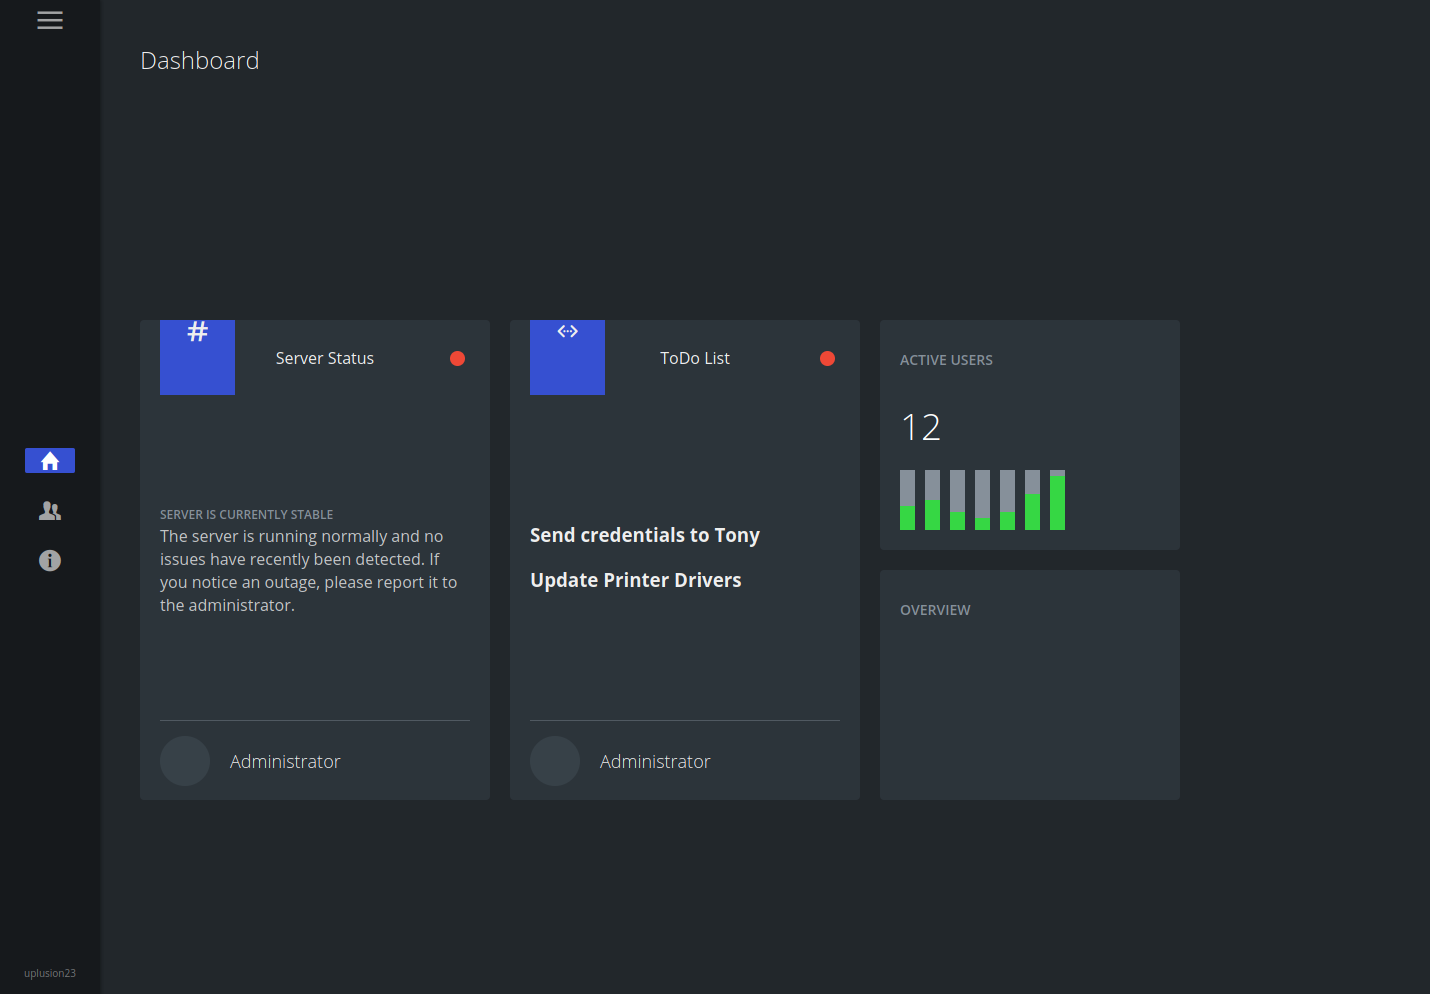 Dashboard
#
Server Status
SERVER IS CURRENTLY STABLE
The server is running normally and no
issues have recently been detected. If
you notice an outage, please report it to
the administrator.
Administrator
ToDo List
Send credentials to Tony
Update Printer Drivers
Administrator
ACTIVE USERS
12
OVERVIEW
uplusion23